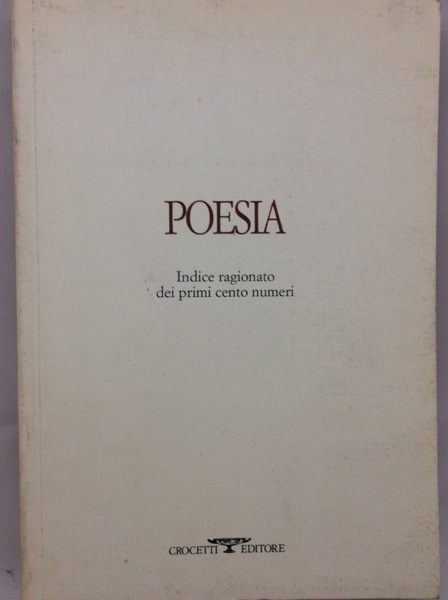 POESIA
Indice ragionato
dei primi cento numeri
CROCETTI EDITORE